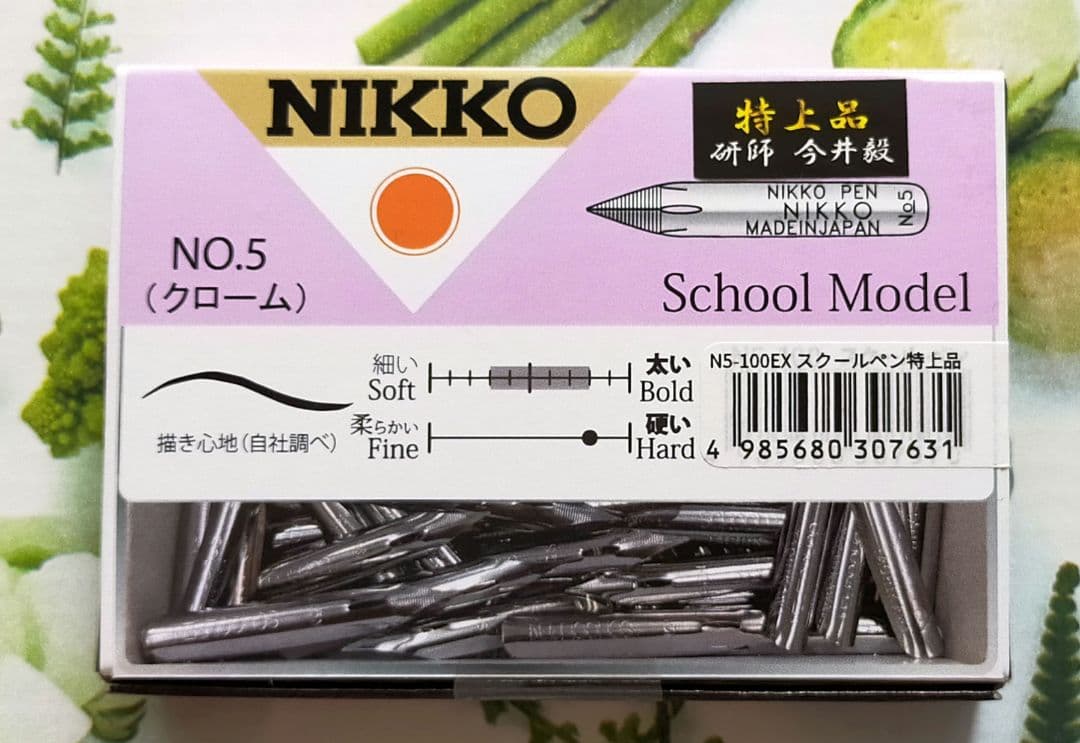 NIKKO
特上品
研師 今井毅
NIKKO PEN
NIKKO
MADEINJAPAN
No5
NO.5
(クローム)
School Model
細い
Soft
太い
Bold
柔らかい
Fine
硬い
Hard
描き心地(自社調べ)
N5-100EX スクールペン特上品
4 985680 307631